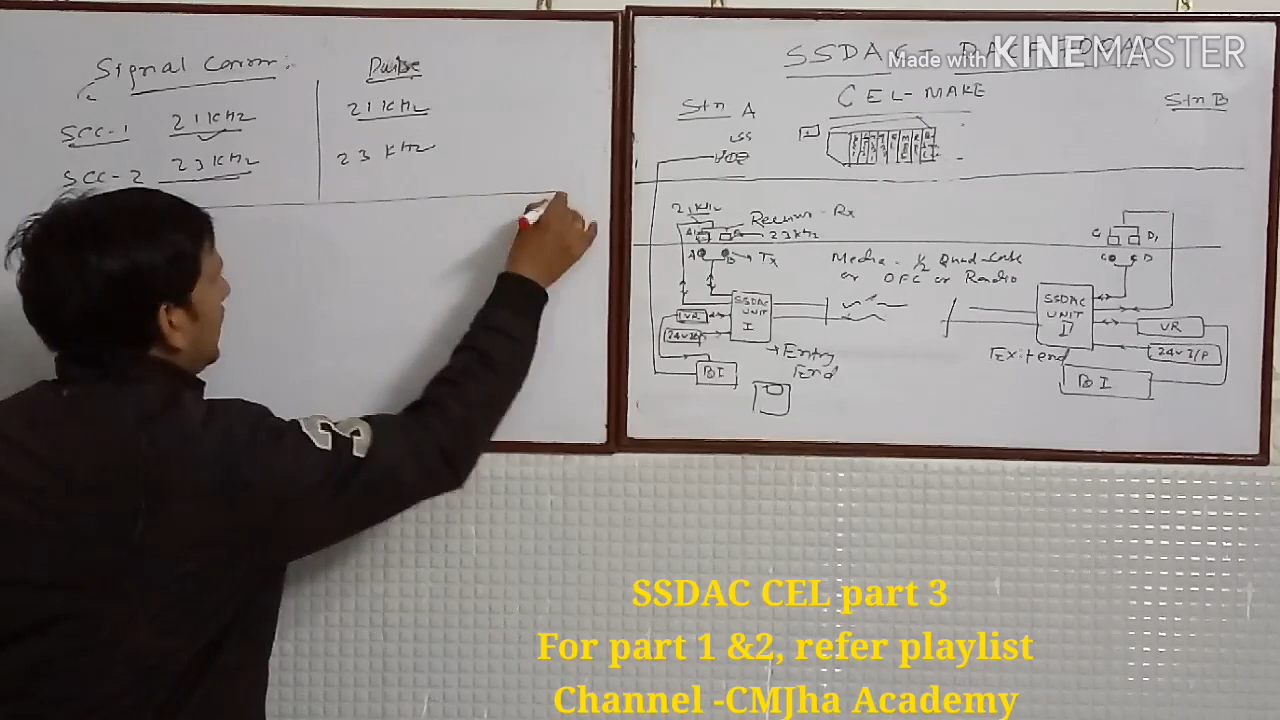 Signal Con
Pulse
SCC-1 21 KHz
21 KHz
SCC-2 23 KHz
23 KHz
SSDAC
Made with KINEMASTER
CEL-MAKE
Stn A
Stn B
21 KHz
Receiver - Rx
23 KHz
A B → Tx
Media - 1/2 Quad-cable
or OFC or Radio
SSDAC
UNIT
I
VR
BI
→ Entry
End
C D
SSDAC
UNIT
VR
24V I/P
BI
Exit end
SSDAC CEL part 3
For part 1 &2, refer playlist
Channel -CMJha Academy